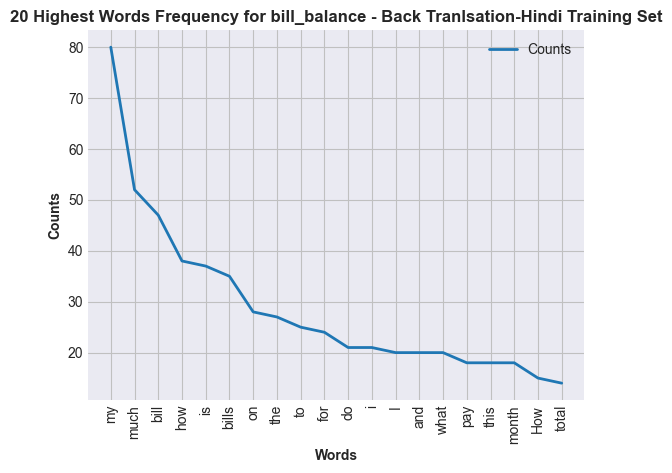 20 Highest Words Frequency for bill_balance - Back Tranlsation-Hindi Training Set
Counts
80
70
60
50
40
30
20
Counts
my
much
bill
how
is
bills
on
the
to
for
do
i
I
and
what
pay
this
month
How
total
Words